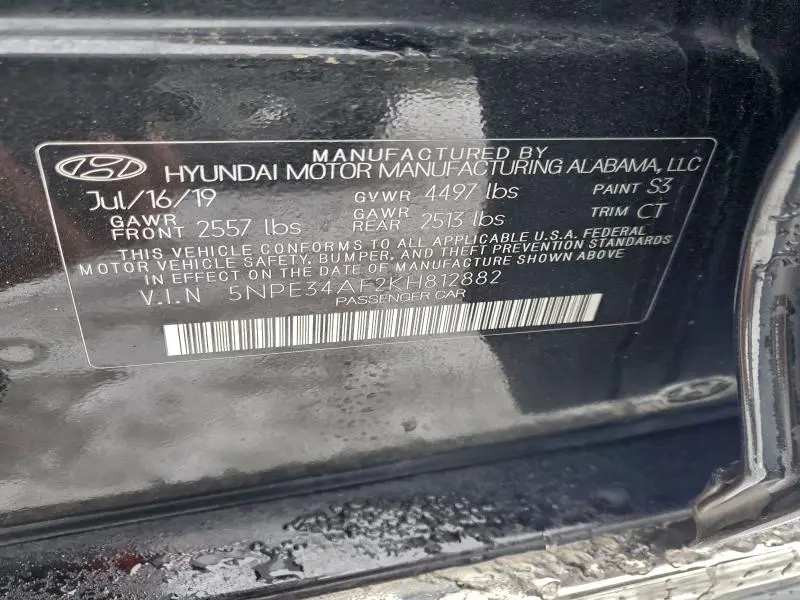 MANUFACTURED BY
HYUNDAI MOTOR MANUFACTURING ALABAMA, LLC
Jul/16/19 GVWR 4497 lbs PAINT S3
GAWR FRONT 2557 lbs GAWR REAR 2513 lbs TRIM CT
THIS VEHICLE CONFORMS TO ALL APPLICABLE U.S.A. FEDERAL
MOTOR VEHICLE SAFETY, BUMPER, AND THEFT PREVENTION STANDARDS
IN EFFECT ON THE DATE OF MANUFACTURE SHOWN ABOVE
V.I.N 5NPE34AF2KH812882
PASSENGER CAR